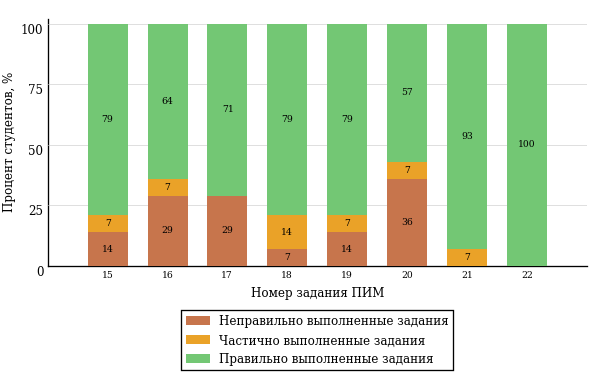 Процент студентов, %
100
75
50
25
0
79 64 71 79 79 57 93 100
7 7 14 7 7 7
14 29 29 7 14 36
15 16 17 18 19 20 21 22
Номер задания ПИМ
Неправильно выполненные задания
Частично выполненные задания
Правильно выполненные задания